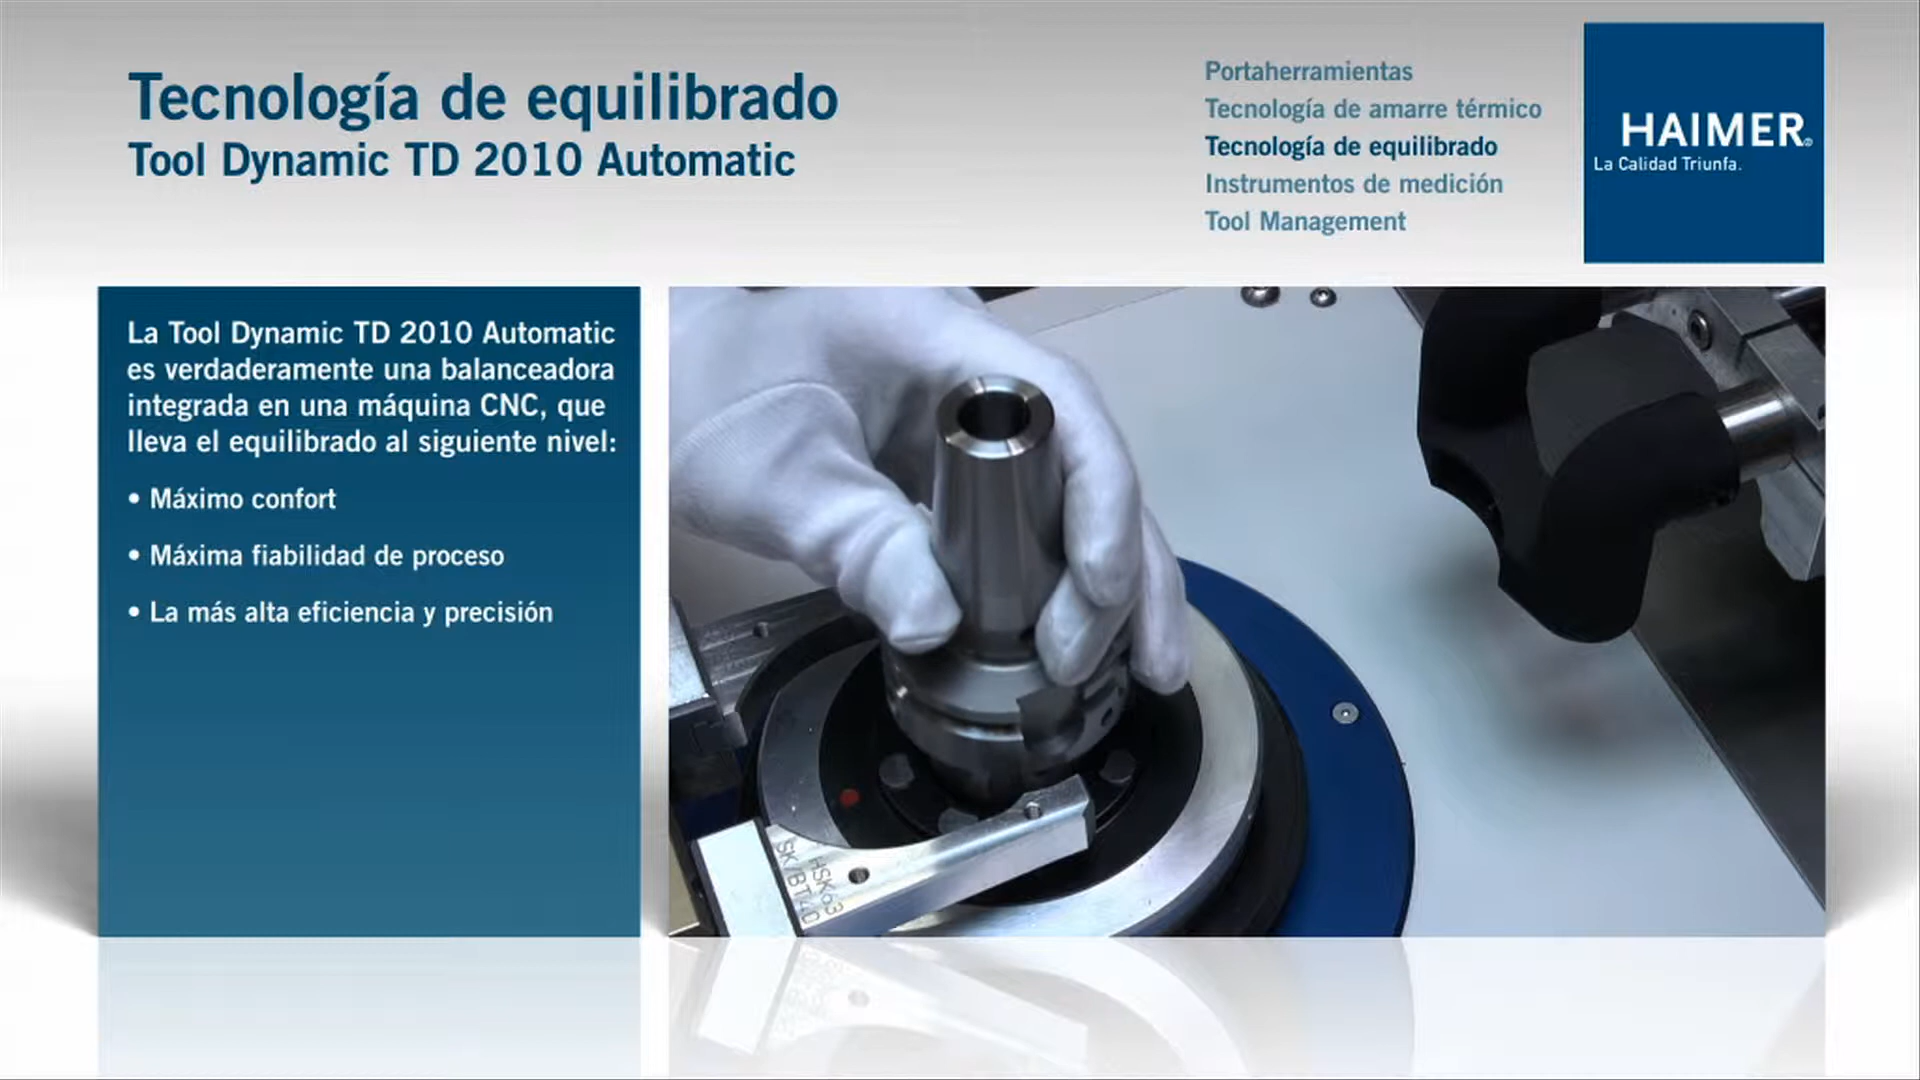 Tecnología de equilibrado
Tool Dynamic TD 2010 Automatic
Portaherramientas
Tecnología de amarre térmico
Tecnología de equilibrado
Instrumentos de medición
Tool Management
HAIMER®
La Calidad Triunfa.
La Tool Dynamic TD 2010 Automatic
es verdaderamente una balanceadora
integrada en una máquina CNC, que
lleva el equilibrado al siguiente nivel:
• Máximo confort
• Máxima fiabilidad de proceso
• La más alta eficiencia y precisión
HSK63
SK/BT40